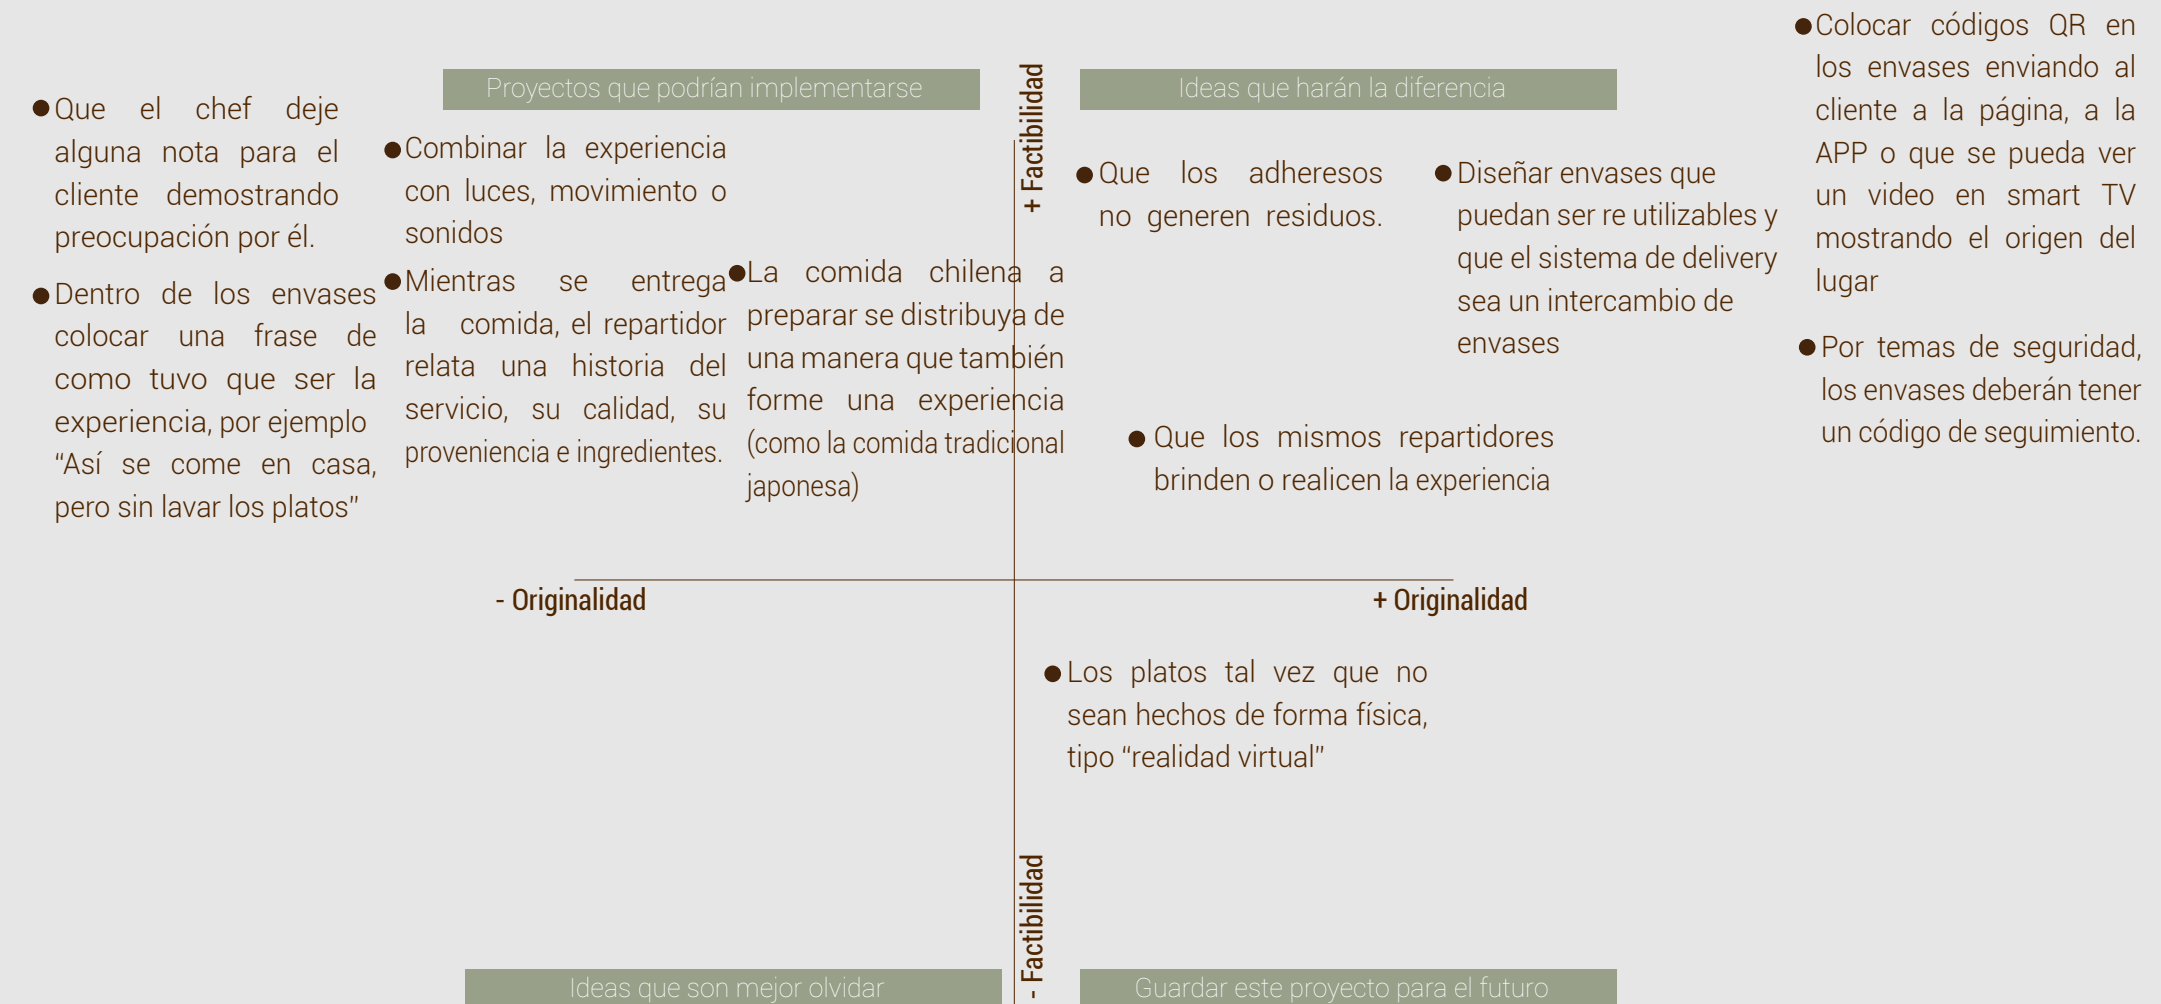 Proyectos que podrían implementarse
● Que el chef deje
alguna nota para el
cliente demostrando
preocupación por él.
● Dentro de los envases
colocar una frase de
como tuvo que ser la
experiencia, por ejemplo
“Así se come en casa,
pero sin lavar los platos”
● Combinar la experiencia
con luces, movimiento o
sonidos
● Mientras se entrega
la comida, el repartidor
relata una historia del
servicio, su calidad, su
proveniencia e ingredientes.
● La comida chilena a
preparar se distribuya de
una manera que también
forme una experiencia
(como la comida tradicional
japonesa)
+ Factibilidad
Ideas que harán la diferencia
● Que los adheresos
no generen residuos.
● Diseñar envases que
puedan ser re utilizables y
que el sistema de delivery
sea un intercambio de
envases
● Que los mismos repartidores
brinden o realicen la experiencia
● Colocar códigos QR en
los envases enviando al
cliente a la página, a la
APP o que se pueda ver
un video en smart TV
mostrando el origen del
lugar
● Por temas de seguridad,
los envases deberán tener
un código de seguimiento.
- Originalidad
+ Originalidad
● Los platos tal vez que no
sean hechos de forma física,
tipo “realidad virtual”
- Factibilidad
Ideas que son mejor olvidar
Guardar este proyecto para el futuro